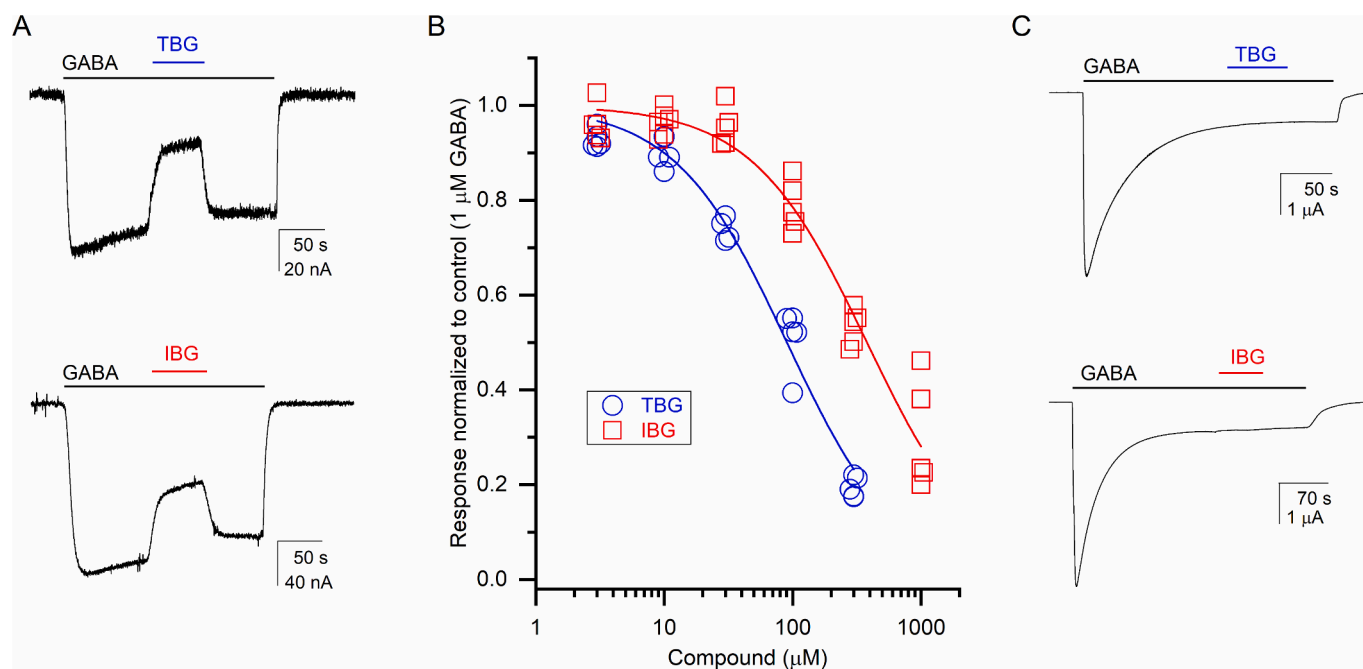 A
TBG
GABA
50 s
20 nA
IBG
GABA
50 s
40 nA
B
Response normalized to control (1 μM GABA)
1.0
0.8
0.6
0.4
0.2
0.0
TBG
IBG
1
10
100
1000
Compound (μM)
C
TBG
GABA
50 s
1 μA
IBG
GABA
70 s
1 μA